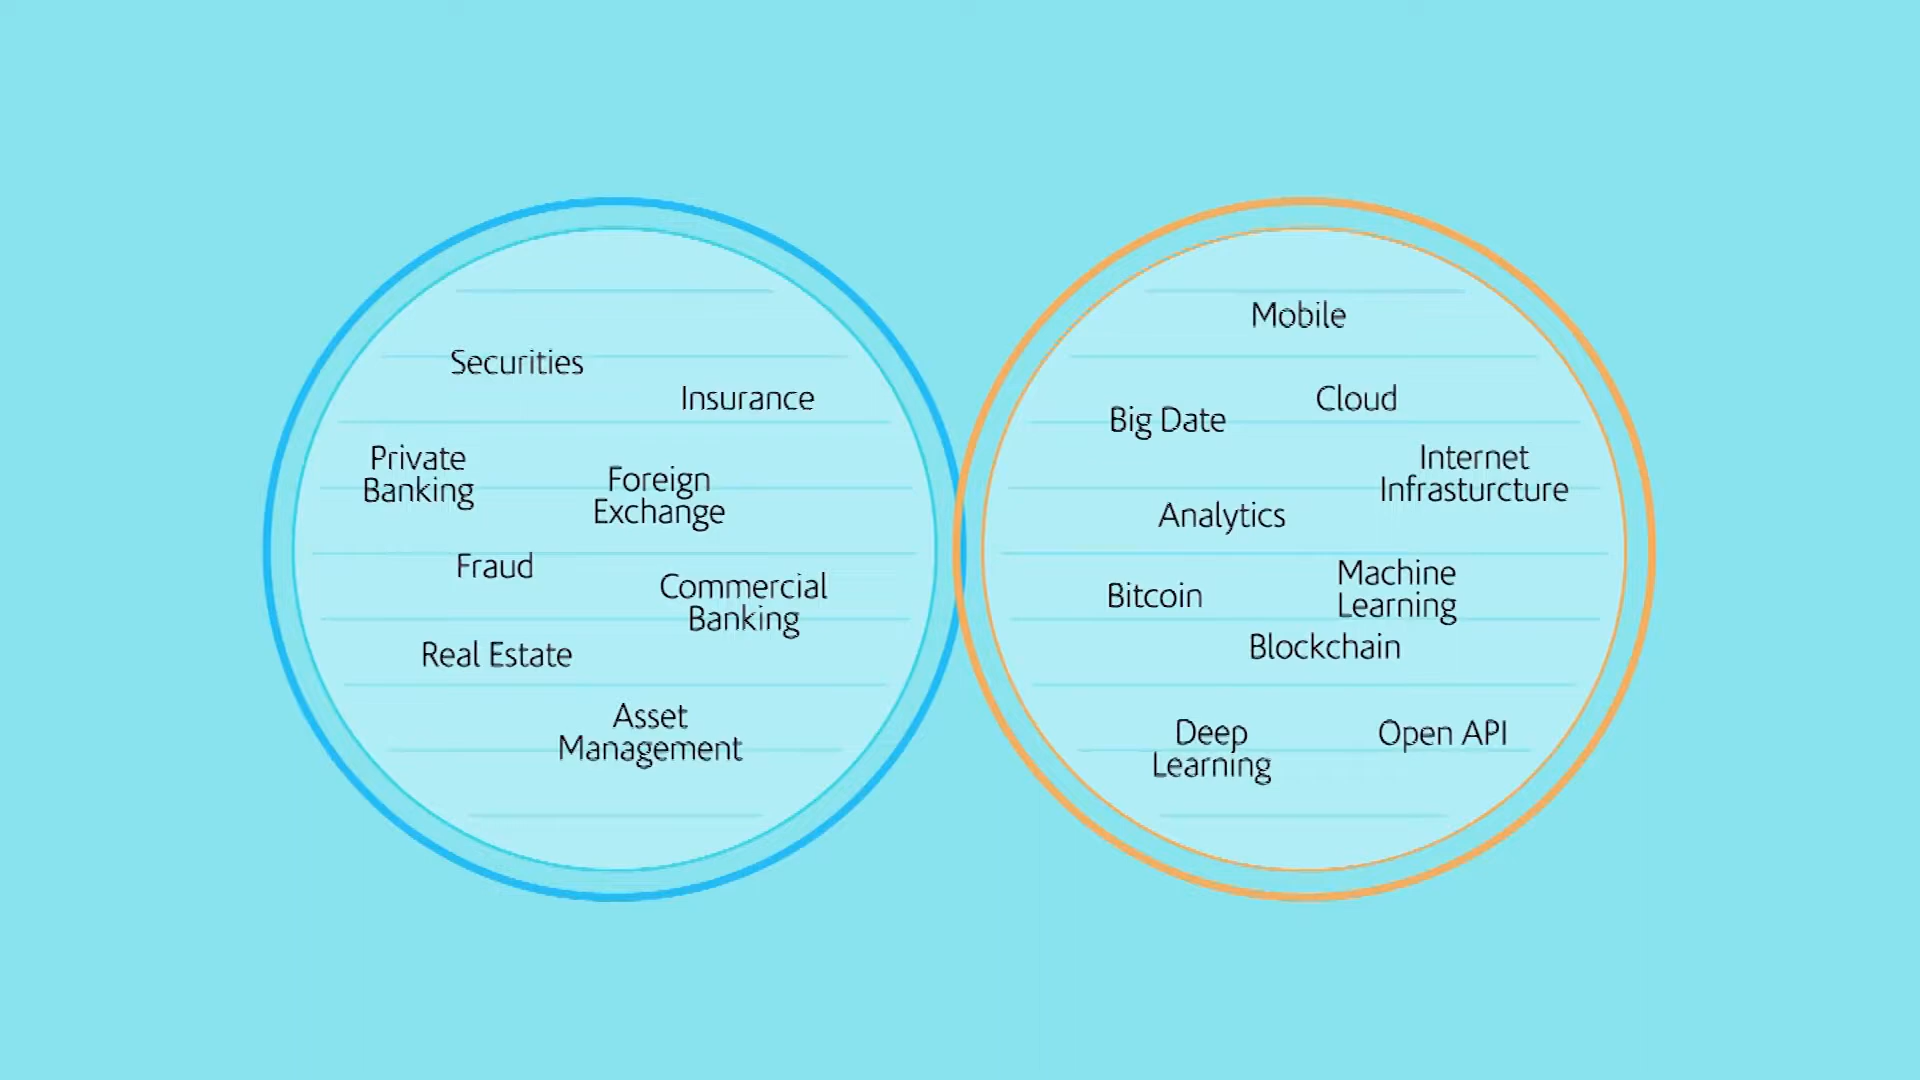 Securities
Insurance
Private
Banking
Foreign
Exchange
Fraud
Commercial
Banking
Real Estate
Asset
Management
Mobile
Cloud
Big Date
Internet
Infrasturcture
Analytics
Machine
Learning
Bitcoin
Blockchain
Deep
Learning
Open API